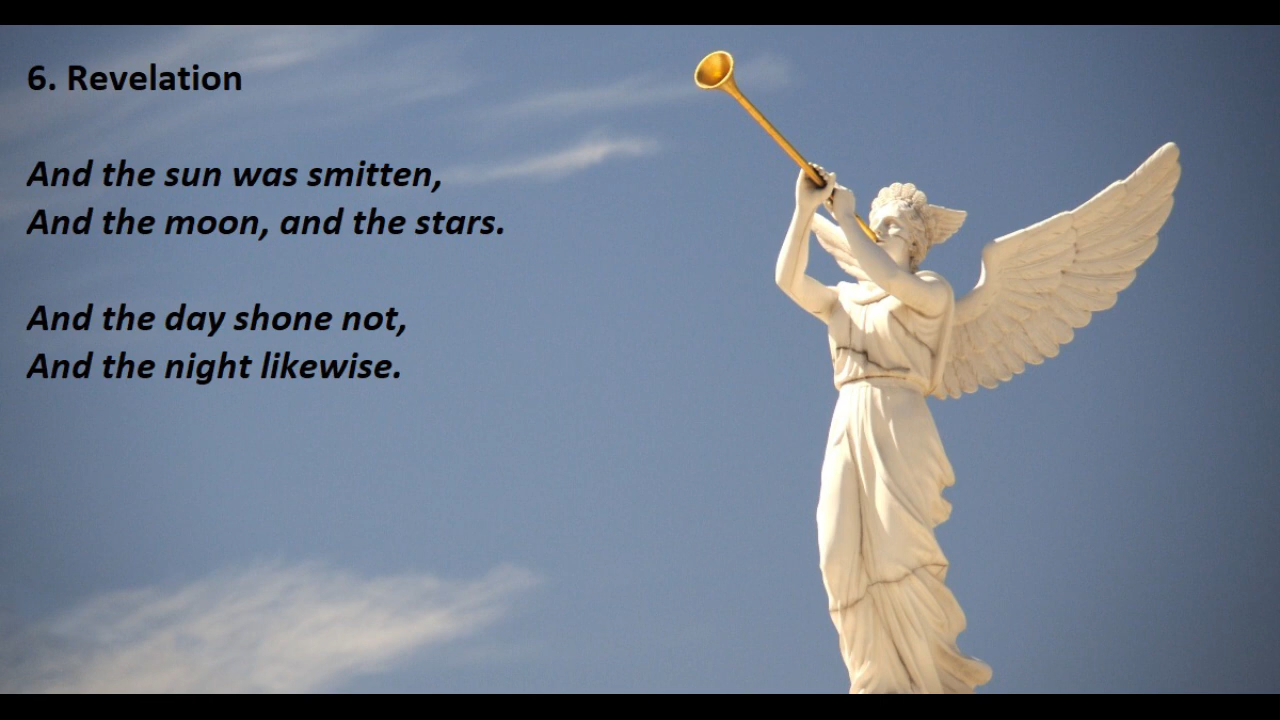 6. Revelation
And the sun was smitten,
And the moon, and the stars.
And the day shone not,
And the night likewise.